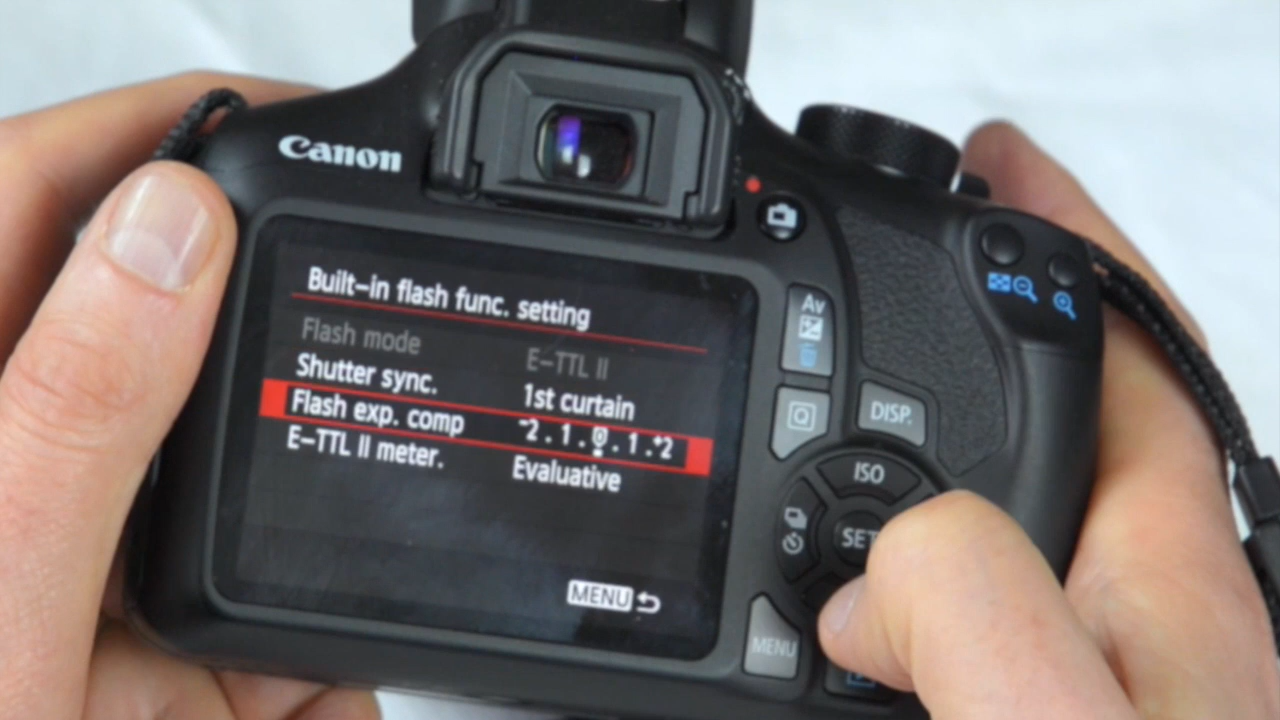 Canon
Built-in flash func. setting
Flash mode E-TTL II
Shutter sync. 1st curtain
Flash exp. comp -2.1.0.1.+2
E-TTL II meter. Evaluative
MENU
Av
Q
DISP.
ISO
SET
MENU